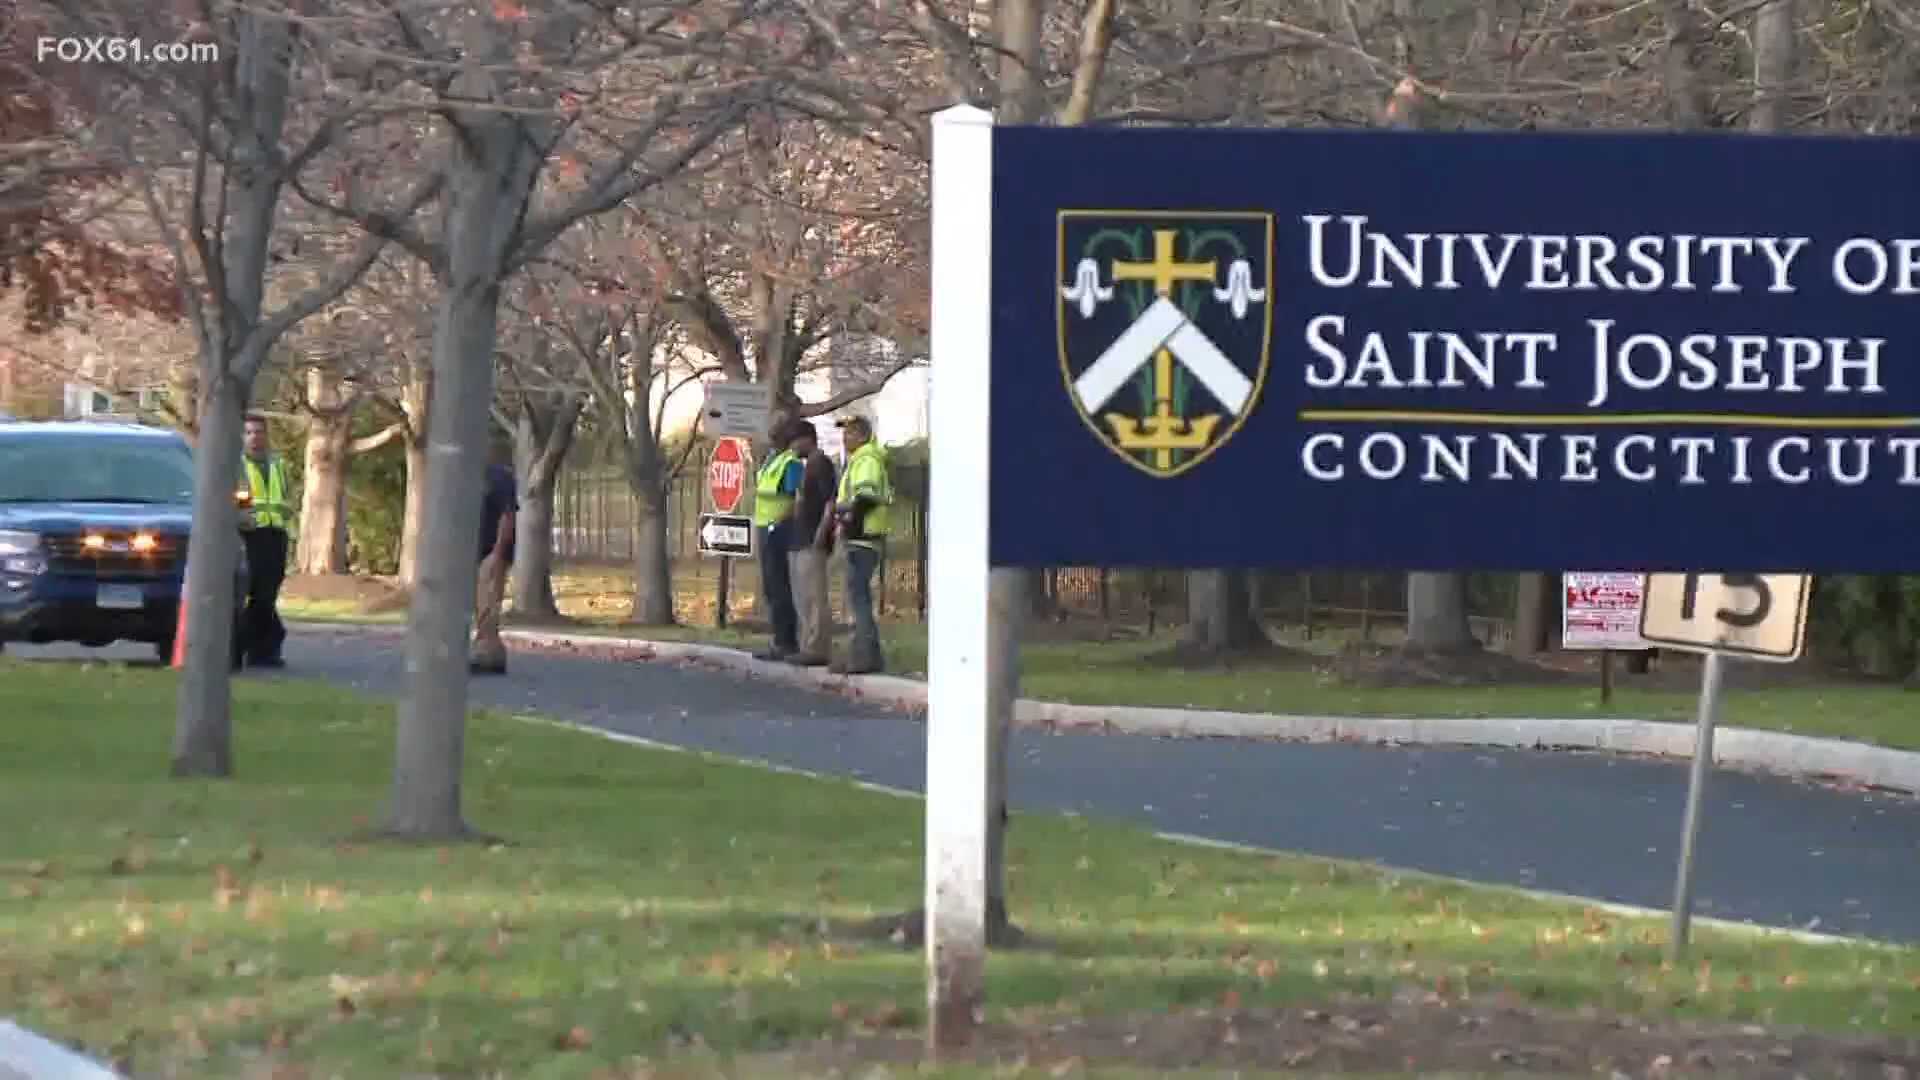 FOX61.com
UNIVERSITY OF
SAINT JOSEPH
CONNECTICUT
STOP
15